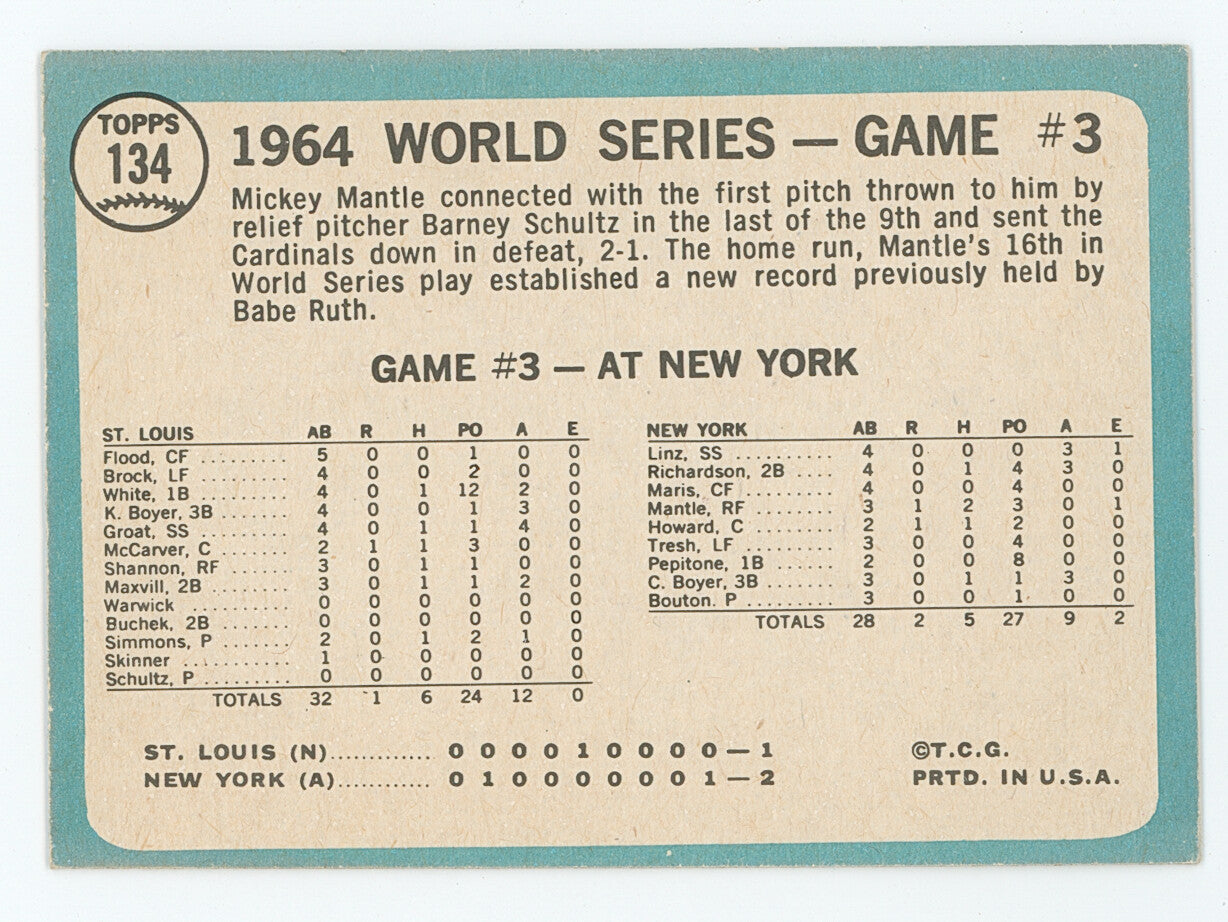 TOPPS
134
1964 WORLD SERIES — GAME #3
Mickey Mantle connected with the first pitch thrown to him by
relief pitcher Barney Schultz in the last of the 9th and sent the
Cardinals down in defeat, 2-1. The home run, Mantle's 16th in
World Series play established a new record previously held by
Babe Ruth.
GAME #3 — AT NEW YORK
ST. LOUIS AB R H PO A E
Flood, CF ......... 5 0 0 1 0 0
Brock, LF ......... 4 0 0 2 0 0
White, 1B ......... 4 0 1 12 2 0
K. Boyer, 3B ....... 4 0 0 1 3 0
Groat, SS ......... 4 0 1 1 4 0
McCarver, C ....... 2 1 1 3 0 0
Shannon, RF ....... 3 0 1 1 0 0
Maxvill, 2B ........ 3 0 1 1 2 0
Warwick .......... 0 0 0 0 0 0
Buchek, 2B ....... 0 0 0 0 0 0
Simmons, P ....... 2 0 1 2 1 0
Skinner ........... 1 0 0 0 0 0
Schultz, P ......... 0 0 0 0 0 0
TOTALS 32 1 6 24 12 0
NEW YORK AB R H PO A E
Linz, SS .......... 4 0 0 0 3 1
Richardson, 2B .... 4 0 1 4 3 0
Maris, CF ......... 4 0 0 4 0 0
Mantle, RF ........ 3 1 2 3 0 1
Howard, C ........ 2 1 1 2 0 0
Tresh, LF ......... 3 0 0 4 0 0
Pepitone, 1B ...... 2 0 0 8 0 0
C. Boyer, 3B ....... 3 0 1 1 3 0
Bouton. P ......... 3 0 0 1 0 0
TOTALS 28 2 5 27 9 2
ST. LOUIS (N)............. 0 0 0 0 1 0 0 0 0 — 1
NEW YORK (A)............ 0 1 0 0 0 0 0 0 1 — 2
©T.C.G.
PRTD. IN U.S.A.